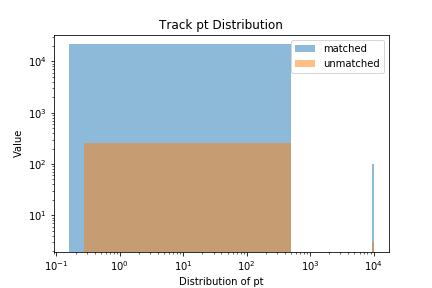 Track pt Distribution
matched
unmatched
Value
10⁴
10³
10²
10¹
10⁻¹ 10⁰ 10¹ 10² 10³ 10⁴
Distribution of pt